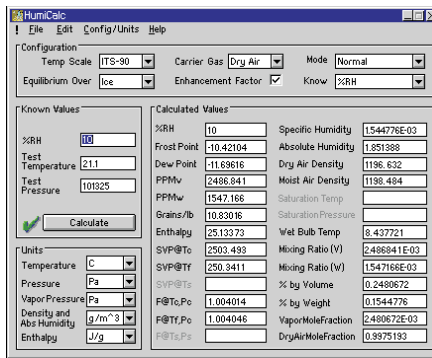 HumiCalc
! File Edit Config/Units Help
Configuration
Temp Scale ITS-90 Carrier Gas Dry Air Mode Normal
Equilibrium Over Ice Enhancement Factor Know %RH
Known Values
%RH 10
Test Temperature 21.1
Test Pressure 101325
Calculate
Units
Temperature C
Pressure Pa
Vapor Pressure Pa
Density and Abs Humidity g/m^3
Enthalpy J/g
Calculated Values
%RH 10 Specific Humidity 1.544776E-03
Frost Point -10.42104 Absolute Humidity 1.851388
Dew Point -11.69616 Dry Air Density 1196.632
PPMv 2486.841 Moist Air Density 1198.484
PPMw 1547.166 Saturation Temp
Grains/lb 10.83016 Saturation Pressure
Enthalpy 25.13373 Wet Bulb Temp 8.437721
SVP@Tc 2503.493 Mixing Ratio (V) 2.486841E-03
SVP@Tf 250.3411 Mixing Ratio (W) 1.547166E-03
SVP@Ts % by Volume 0.2480672
F@Tc,Pc 1.004014 % by Weight 0.1544776
F@Tf,Pc 1.004046 VaporMoleFraction 2.480672E-03
F@Ts,Ps DryAirMoleFraction 0.9975193